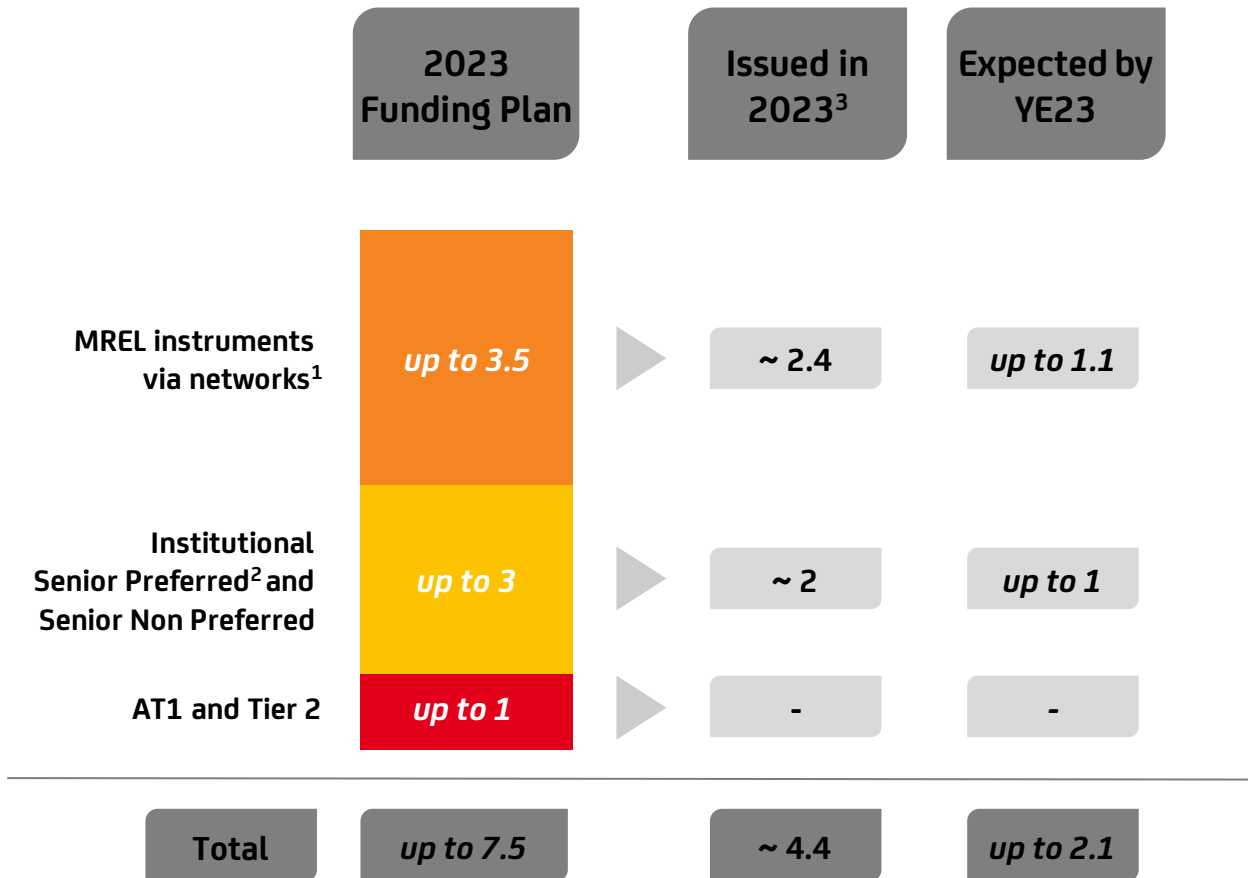 2023
Funding Plan
Issued in
2023³
Expected by
YE23
MREL instruments
via networks¹
up to 3.5
~ 2.4
up to 1.1
Institutional
Senior Preferred² and
Senior Non Preferred
up to 3
~ 2
up to 1
AT1 and Tier 2
up to 1
-
-
Total
up to 7.5
~ 4.4
up to 2.1